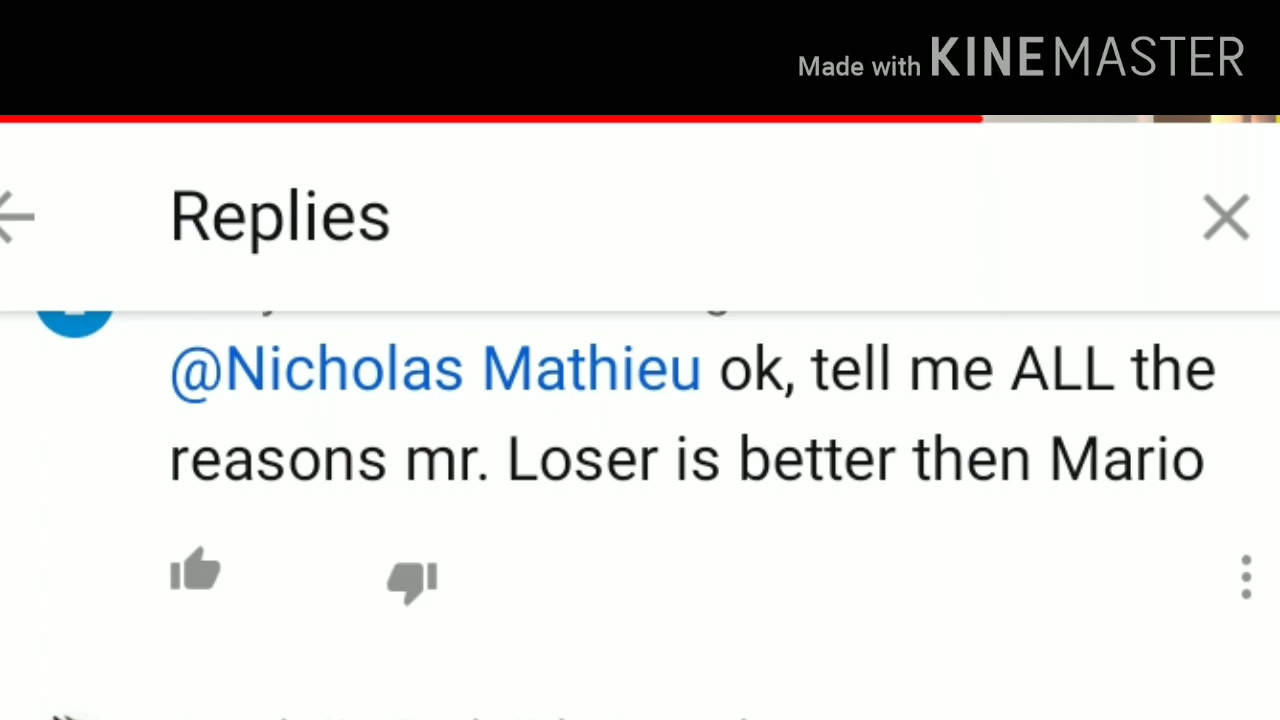 Made with KINEMASTER
Replies
@Nicholas Mathieu ok, tell me ALL the
reasons mr. Loser is better then Mario